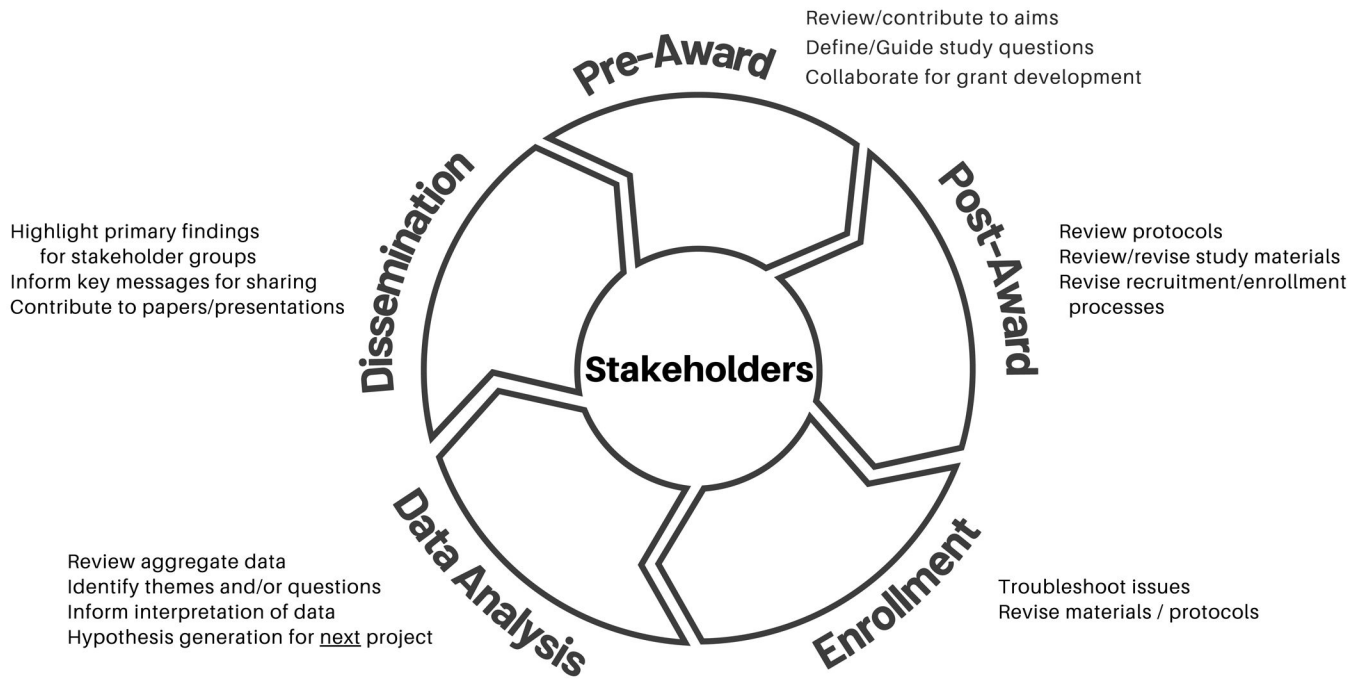 Pre-Award
Review/contribute to aims
Define/Guide study questions
Collaborate for grant development
Post-Award
Review protocols
Review/revise study materials
Revise recruitment/enrollment
processes
Enrollment
Troubleshoot issues
Revise materials / protocols
Data Analysis
Review aggregate data
Identify themes and/or questions
Inform interpretation of data
Hypothesis generation for next project
Dissemination
Highlight primary findings
for stakeholder groups
Inform key messages for sharing
Contribute to papers/presentations
Stakeholders